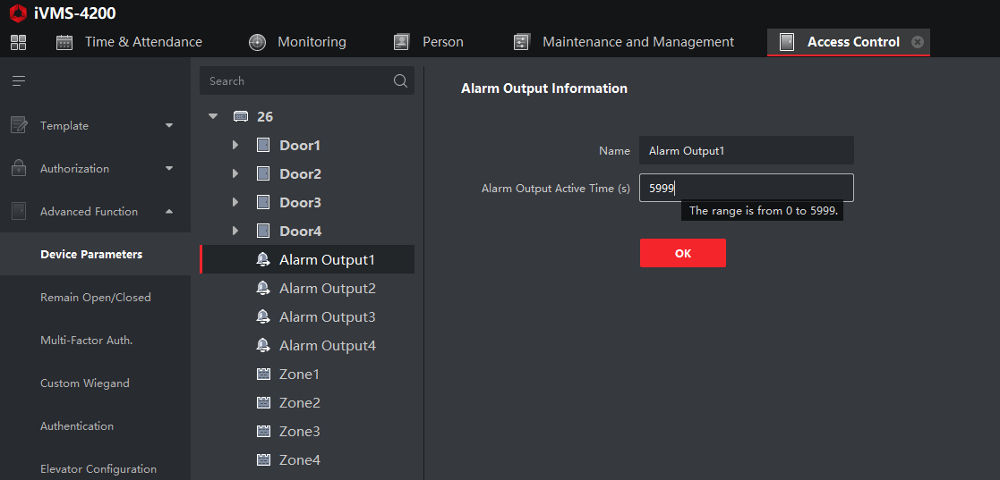 iVMS-4200
Time & Attendance
Monitoring
Person
Maintenance and Management
Access Control
Template
Authorization
Advanced Function
Device Parameters
Remain Open/Closed
Multi-Factor Auth.
Custom Wiegand
Authentication
Elevator Configuration
Search
26
Door1
Door2
Door3
Door4
Alarm Output1
Alarm Output2
Alarm Output3
Alarm Output4
Zone1
Zone2
Zone3
Zone4
Alarm Output Information
Name Alarm Output1
Alarm Output Active Time (s) 5999
The range is from 0 to 5999.
OK